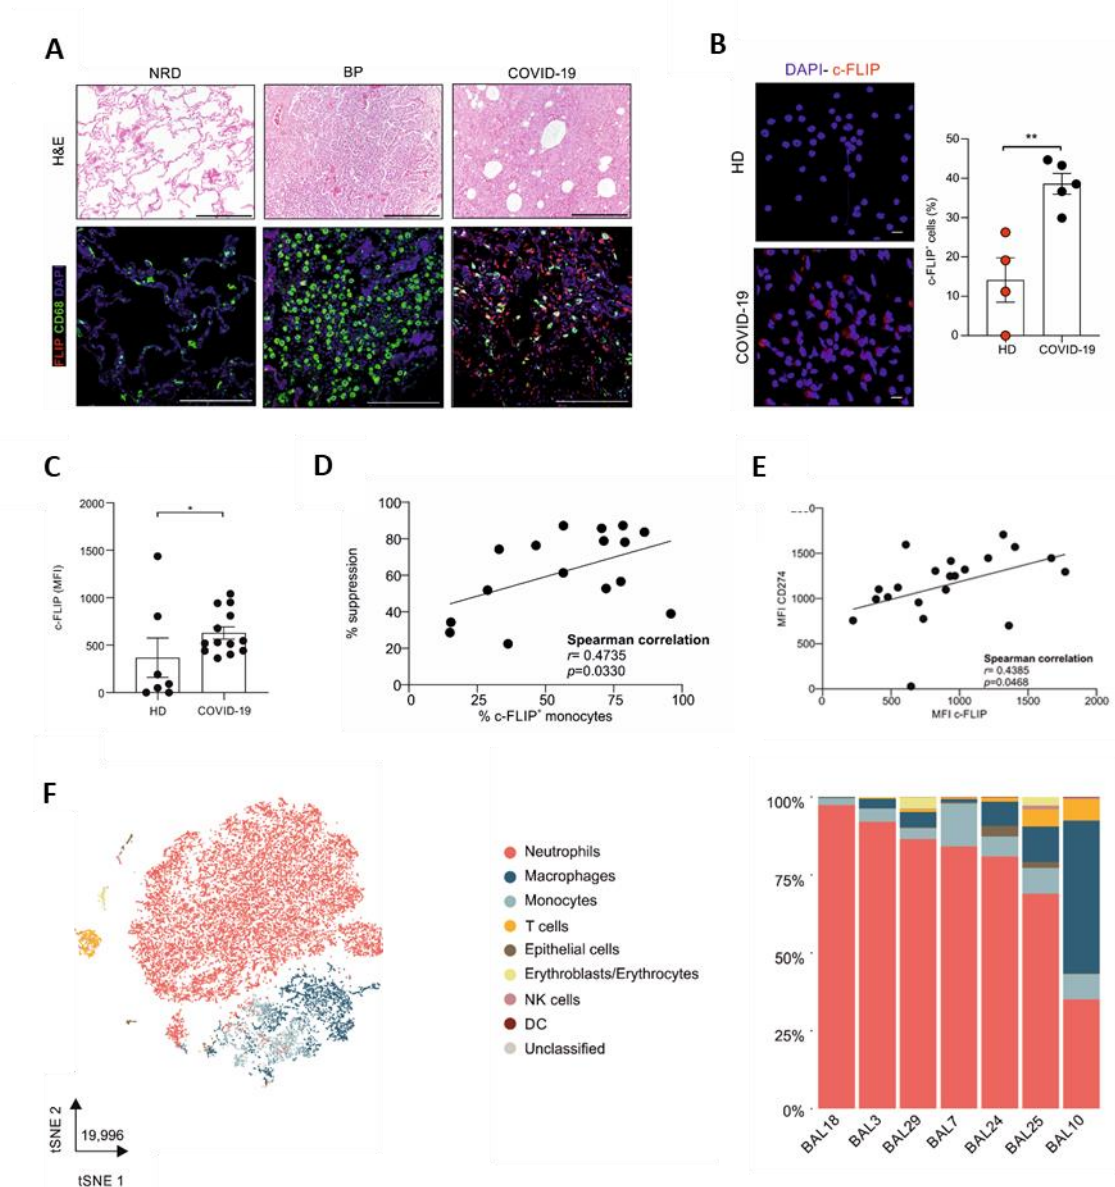 A
NRD
BP
COVID-19
H&E
FLIP CD68 DAPI
B
DAPI- c-FLIP
HD
COVID-19
c-FLIP⁺ cells (%)
50
40
30
20
10
0
**
HD
COVID-19
C
c-FLIP (MFI)
2000
1500
1000
500
0
*
HD
COVID-19
D
% suppression
100
80
60
40
20
0
Spearman correlation
r= 0.4735
p=0.0330
0
25
50
75
100
% c-FLIP⁺ monocytes
E
MFI CD274
1500
1000
500
0
Spearman correlation
r= 0.4385
p=0.0468
0
500
1000
1500
2000
MFI c-FLIP
F
tSNE 2
19,996
tSNE 1
Neutrophils
Macrophages
Monocytes
T cells
Epithelial cells
Erythroblasts/Erythrocytes
NK cells
DC
Unclassified
100%
75%
50%
25%
0%
BAL18
BAL3
BAL29
BAL7
BAL24
BAL25
BAL10